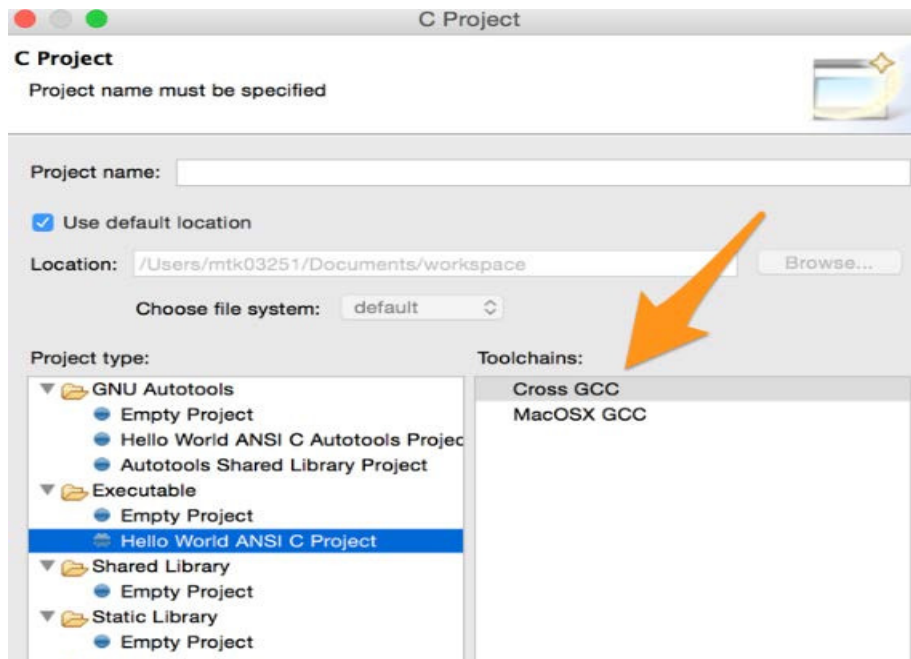 C Project
C Project
Project name must be specified
Project name:
Use default location
Location: /Users/mtk03251/Documents/workspace Browse...
Choose file system: default
Project type: Toolchains:
GNU Autotools
Empty Project
Hello World ANSI C Autotools Projec
Autotools Shared Library Project
Executable
Empty Project
Hello World ANSI C Project
Shared Library
Empty Project
Static Library
Empty Project
Cross GCC
MacOSX GCC